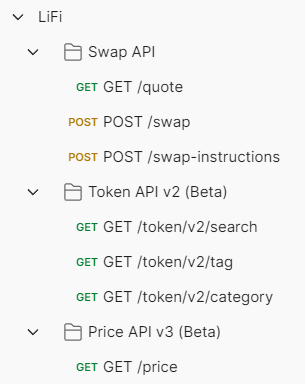 LiFi
Swap API
GET GET /quote
POST POST /swap
POST POST /swap-instructions
Token API v2 (Beta)
GET GET /token/v2/search
GET GET /token/v2/tag
GET GET /token/v2/category
Price API v3 (Beta)
GET GET /price